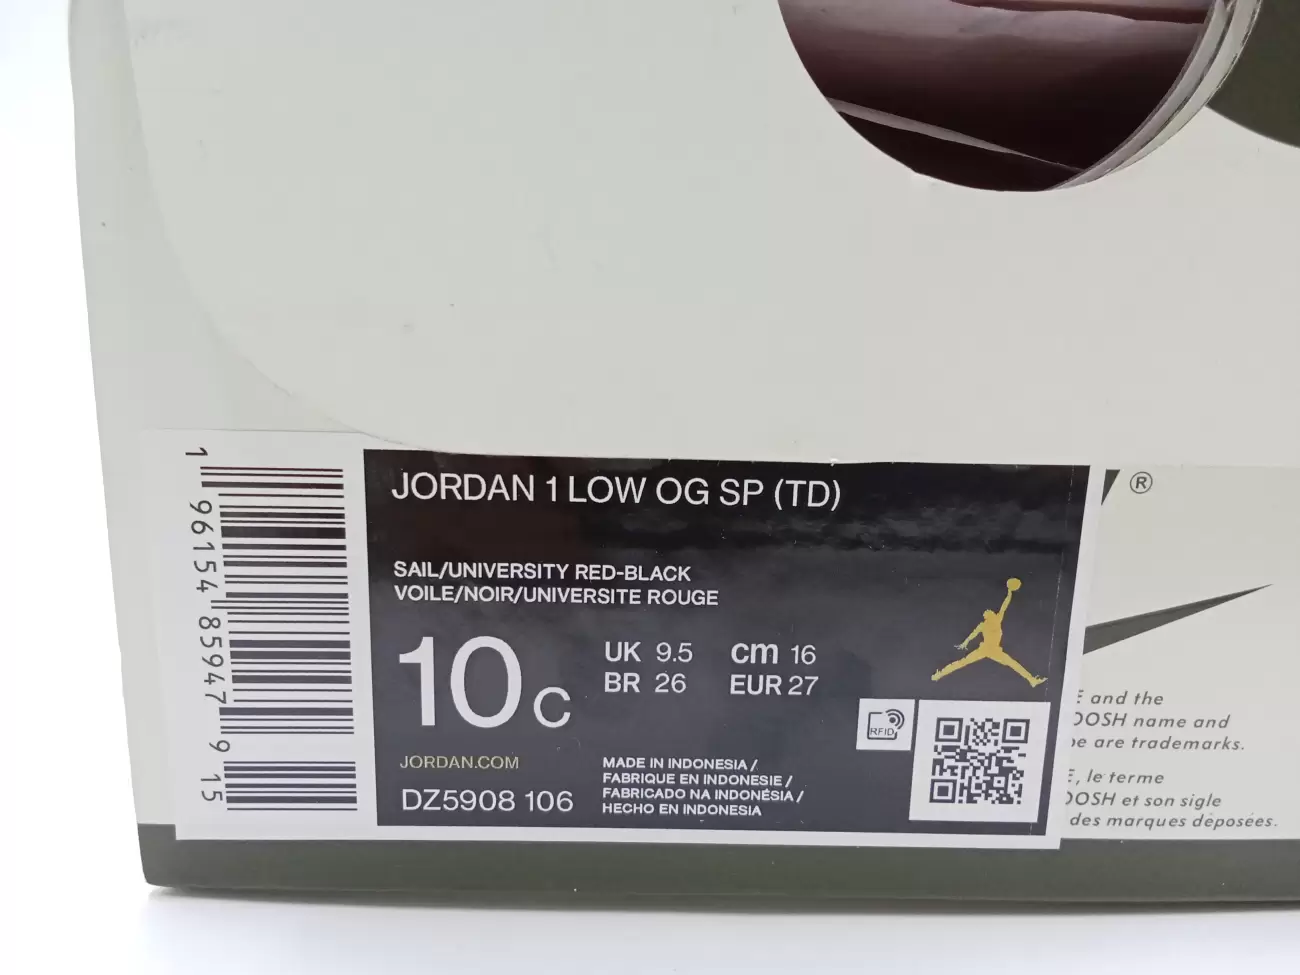 JORDAN 1 LOW OG SP (TD)
SAIL/UNIVERSITY RED-BLACK
VOILE/NOIR/UNIVERSITE ROUGE
10c
UK 9.5 cm 16
BR 26 EUR 27
JORDAN.COM
DZ5908 106
MADE IN INDONESIA /
FABRIQUE EN INDONESIE /
FABRICADO NA INDONÉSIA /
HECHO EN INDONESIA
RFID
1 96154 85947 9 15
®
E and the
OOSH name and
are trademarks.
E, le terme
OOSH et son sigle
des marques déposées.